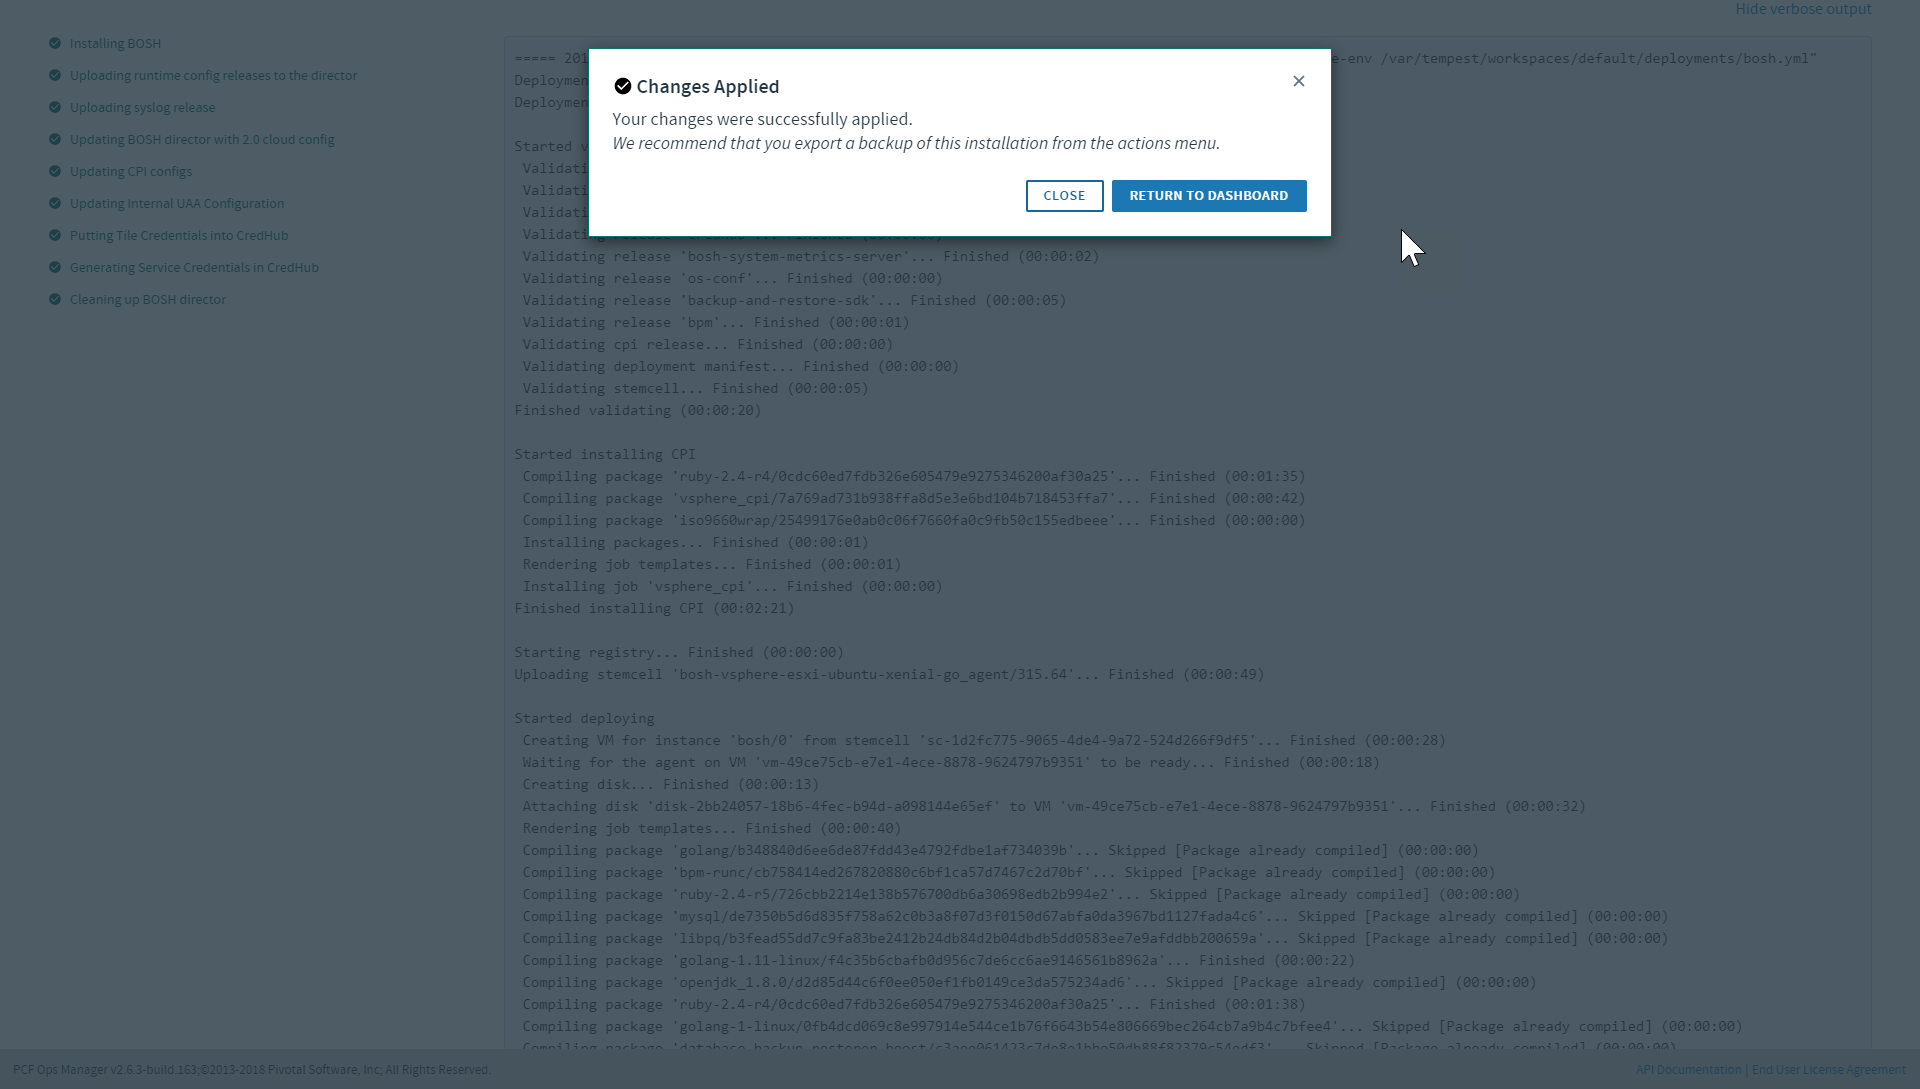 Hide verbose output
Installing BOSH
Uploading runtime config releases to the director
Uploading syslog release
Updating BOSH director with 2.0 cloud config
Updating CPI configs
Updating Internal UAA Configuration
Putting Tile Credentials into CredHub
Generating Service Credentials in CredHub
Cleaning up BOSH director
Changes Applied
Your changes were successfully applied.
We recommend that you export a backup of this installation from the actions menu.
CLOSE
RETURN TO DASHBOARD
===== 201 e-env /var/tempest/workspaces/default/deployments/bosh.yml"
Deploymen
Deploymen
Started v
Validati
Validati
Validati
Validating
Validating release 'bosh-system-metrics-server'... Finished (00:00:02)
Validating release 'os-conf'... Finished (00:00:00)
Validating release 'backup-and-restore-sdk'... Finished (00:00:05)
Validating release 'bpm'... Finished (00:00:01)
Validating cpi release... Finished (00:00:00)
Validating deployment manifest... Finished (00:00:00)
Validating stemcell... Finished (00:00:05)
Finished validating (00:00:20)
Started installing CPI
Compiling package 'ruby-2.4-r4/0cdc60ed7fdb326e605479e9275346200af30a25'... Finished (00:01:35)
Compiling package 'vsphere_cpi/7a769ad731b938ffa8d5e3e6bd104b718453ffa7'... Finished (00:00:42)
Compiling package 'iso9660wrap/25499176e0ab0c06f7660fa0c9fb50c155edbeee'... Finished (00:00:00)
Installing packages... Finished (00:00:01)
Rendering job templates... Finished (00:00:01)
Installing job 'vsphere_cpi'... Finished (00:00:00)
Finished installing CPI (00:02:21)
Starting registry... Finished (00:00:00)
Uploading stemcell 'bosh-vsphere-esxi-ubuntu-xenial-go_agent/315.64'... Finished (00:00:49)
Started deploying
Creating VM for instance 'bosh/0' from stemcell 'sc-1d2fc775-9065-4de4-9a72-524d266f9df5'... Finished (00:00:28)
Waiting for the agent on VM 'vm-49ce75cb-e7e1-4ece-8878-9624797b9351' to be ready... Finished (00:00:18)
Creating disk... Finished (00:00:13)
Attaching disk 'disk-2bb24057-18b6-4fec-b94d-a098144e65ef' to VM 'vm-49ce75cb-e7e1-4ece-8878-9624797b9351'... Finished (00:00:32)
Rendering job templates... Finished (00:00:40)
Compiling package 'golang/b348840d6ee6de87fdd43e4792fdbe1af734039b'... Skipped [Package already compiled] (00:00:00)
Compiling package 'bpm-runc/cb758414ed267820880c6bf1ca57d7467c2d70bf'... Skipped [Package already compiled] (00:00:00)
Compiling package 'ruby-2.4-r5/726cbb2214e138b576700db6a30698edb2b994e2'... Skipped [Package already compiled] (00:00:00)
Compiling package 'mysql/de7350b5d6d835f758a62c0b3a8f07d3f0150d67abfa0da3967bd1127fada4c6'... Skipped [Package already compiled] (00:00:00)
Compiling package 'libpq/b3fead55dd7c9fa83be2412b24db84d2b04dbdb5dd0583ee7e9afddbb200659a'... Skipped [Package already compiled] (00:00:00)
Compiling package 'golang-1.11-linux/f4c35b6cbafb0d956c7de6cc6ae9146561b8962a'... Finished (00:00:22)
Compiling package 'openjdk_1.8.0/d2d85d44c6f0ee050ef1fb0149ce3da575234ad6'... Skipped [Package already compiled] (00:00:00)
Compiling package 'ruby-2.4-r4/0cdc60ed7fdb326e605479e9275346200af30a25'... Finished (00:01:38)
Compiling package 'golang-1-linux/0fb4dcd069c8e997914e544ce1b76f6643b54e806669bec264cb7a9b4c7bfee4'... Skipped [Package already compiled] (00:00:00)
Compiling package Skipped [Package already compiled] (00:00:00)
PCF Ops Manager v2.6.3-build.163;©2013-2018 Pivotal Software, Inc; All Rights Reserved.
API Documentation | End User License Agreement